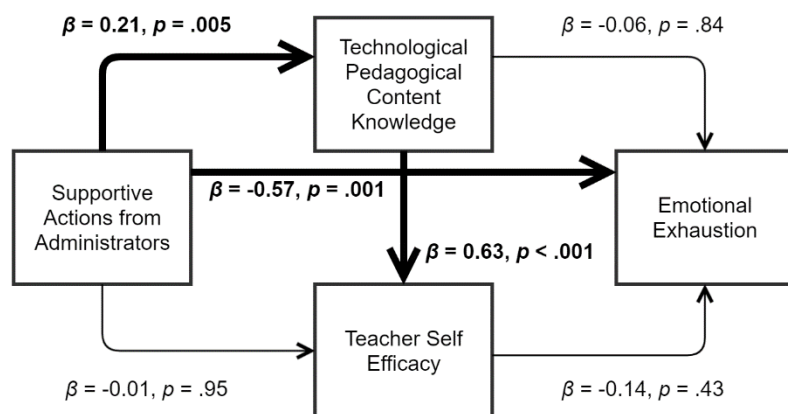 β = 0.21, p = .005
Technological
Pedagogical
Content
Knowledge
β = -0.06, p = .84
Supportive
Actions from
Administrators
β = -0.57, p = .001
Emotional
Exhaustion
β = 0.63, p < .001
Teacher Self
Efficacy
β = -0.01, p = .95
β = -0.14, p = .43